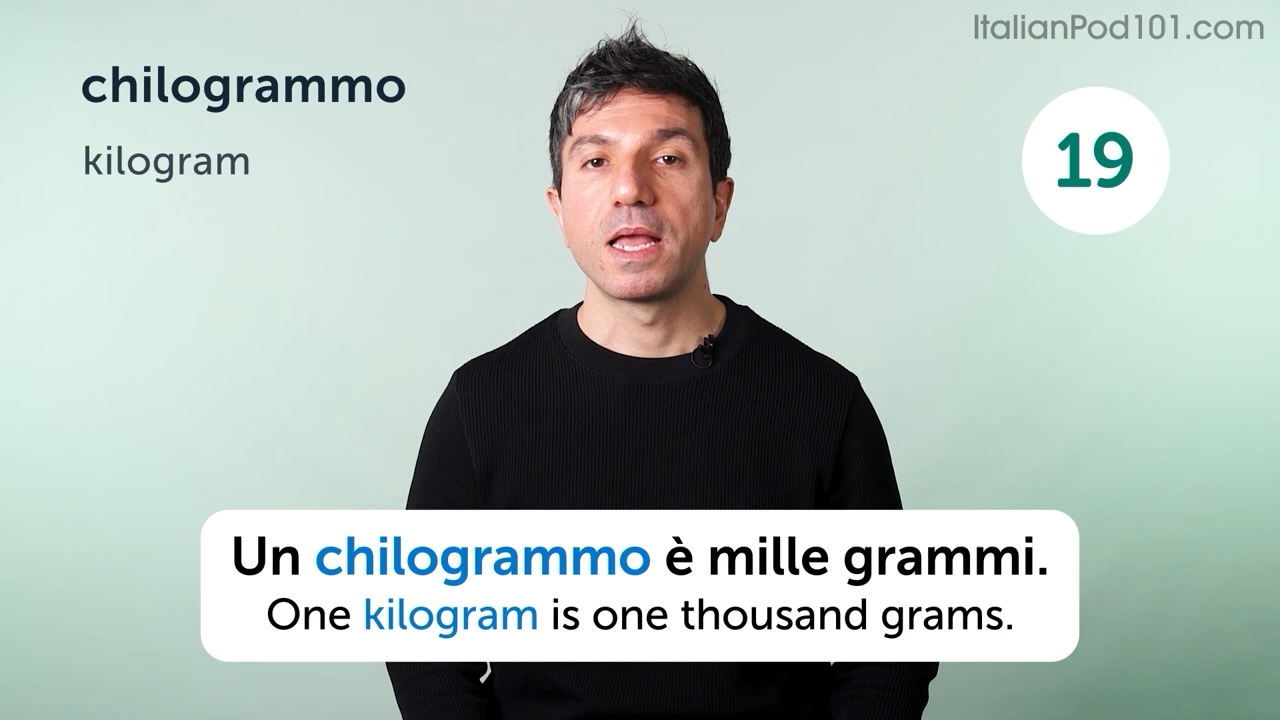 ItalianPod101.com
chilogrammo
kilogram
19
Un chilogrammo è mille grammi.
One kilogram is one thousand grams.